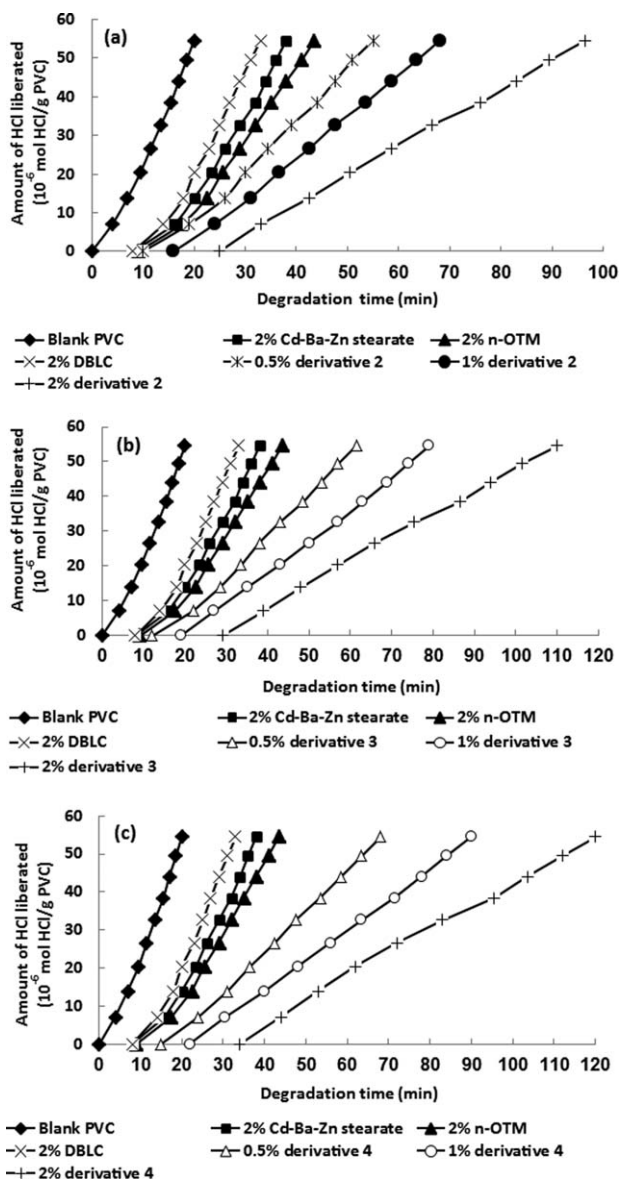 (a)
Amount of HCl liberated
(10⁻⁶ mol HCl/g PVC)
60
50
40
30
20
10
0
0 10 20 30 40 50 60 70 80 90 100
Degradation time (min)
Blank PVC 2% Cd-Ba-Zn stearate 2% n-OTM
2% DBLC 0.5% derivative 2 1% derivative 2
2% derivative 2
(b)
Amount of HCl liberated
(10⁻⁶ mol HCl/g PVC)
60
50
40
30
20
10
0
0 10 20 30 40 50 60 70 80 90 100 110 120
Degradation time (min)
Blank PVC 2% Cd-Ba-Zn stearate 2% n-OTM
2% DBLC 0.5% derivative 3 1% derivative 3
2% derivative 3
(c)
Amount of HCl liberated
(10⁻⁶ mol HCl/g PVC)
60
50
40
30
20
10
0
0 10 20 30 40 50 60 70 80 90 100 110 120
Degradation time (min)
Blank PVC 2% Cd-Ba-Zn stearate 2% n-OTM
2% DBLC 0.5% derivative 4 1% derivative 4
2% derivative 4